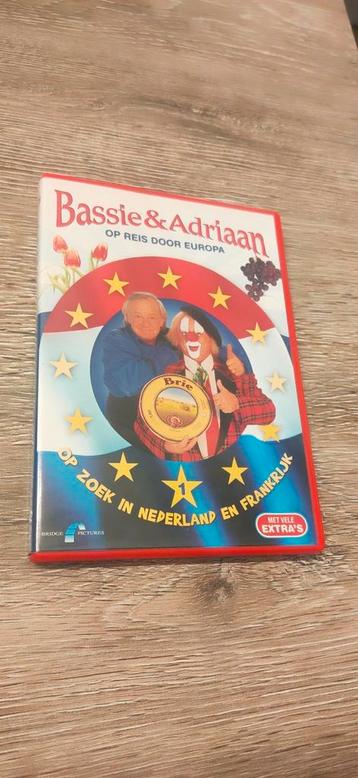 Bassie & Adriaan
OP REIS DOOR EUROPA
Brie
1
OP ZOEK IN NEDERLAND EN FRANKRIJK
MET VELE
EXTRA'S
BRIDGE PICTURES